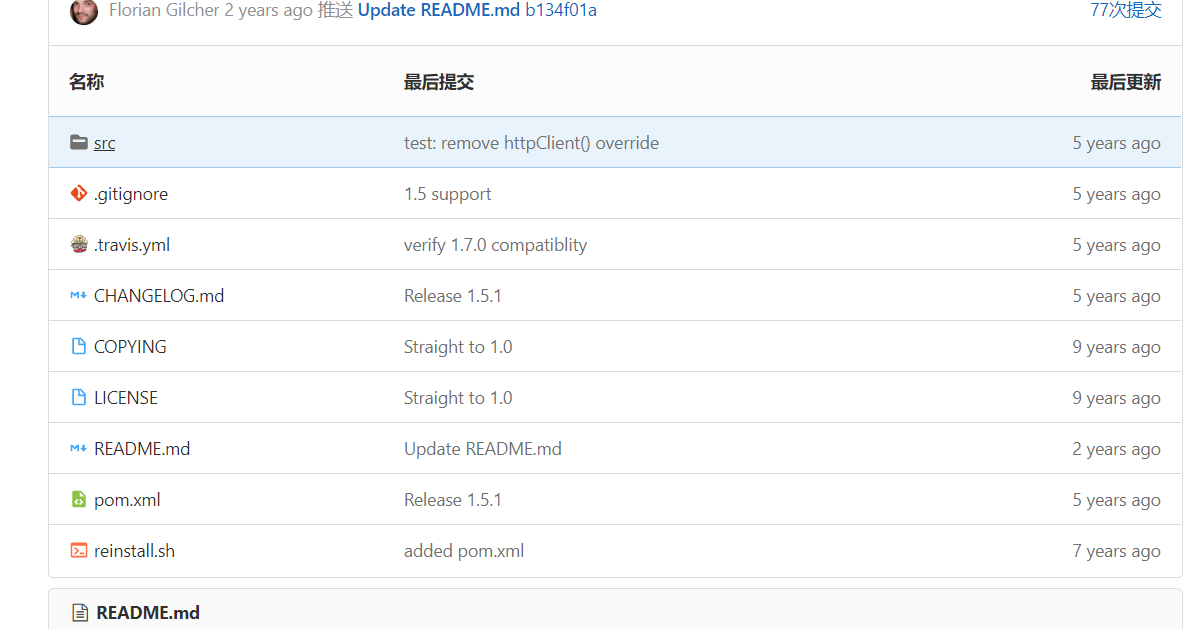 Florian Gilcher 2 years ago 推送 Update README.md b134f01a 77次提交
名称 最后提交 最后更新
src test: remove httpClient() override 5 years ago
.gitignore 1.5 support 5 years ago
.travis.yml verify 1.7.0 compatiblity 5 years ago
CHANGELOG.md Release 1.5.1 5 years ago
COPYING Straight to 1.0 9 years ago
LICENSE Straight to 1.0 9 years ago
README.md Update README.md 2 years ago
pom.xml Release 1.5.1 5 years ago
reinstall.sh added pom.xml 7 years ago
README.md